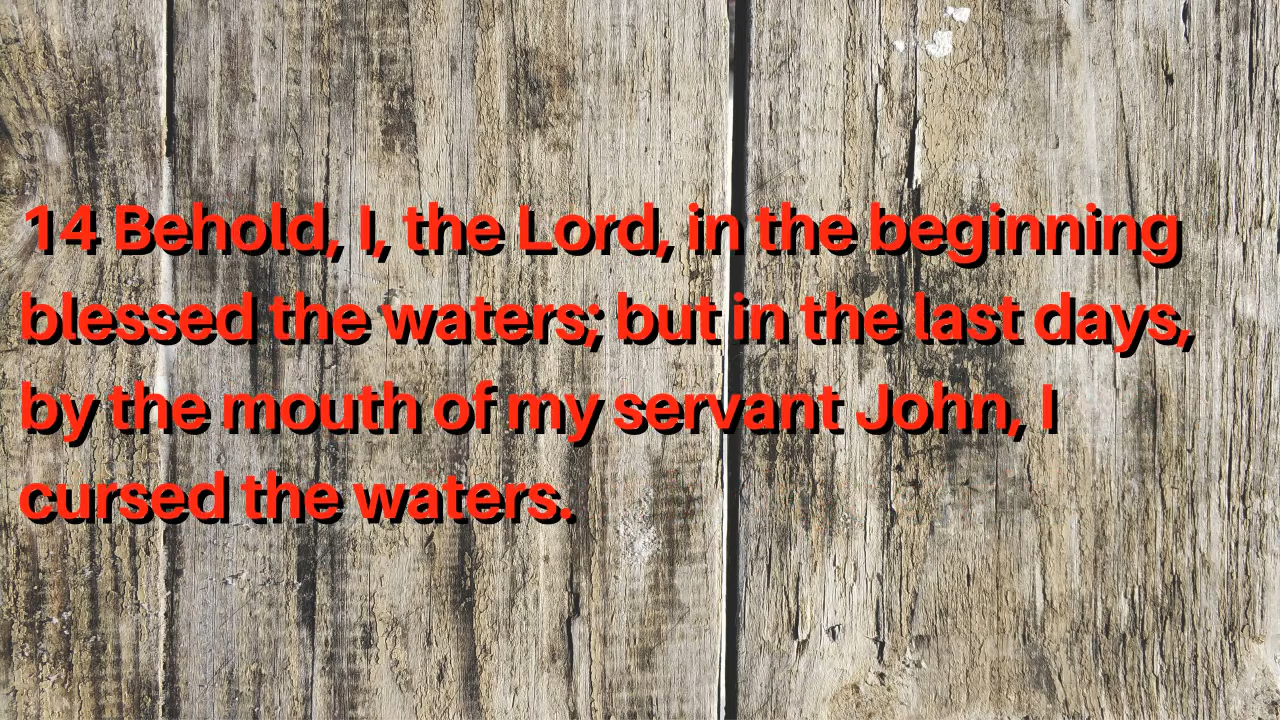 14 Behold, I, the Lord, in the beginning
blessed the waters; but in the last days,
by the mouth of my servant John, I
cursed the waters.